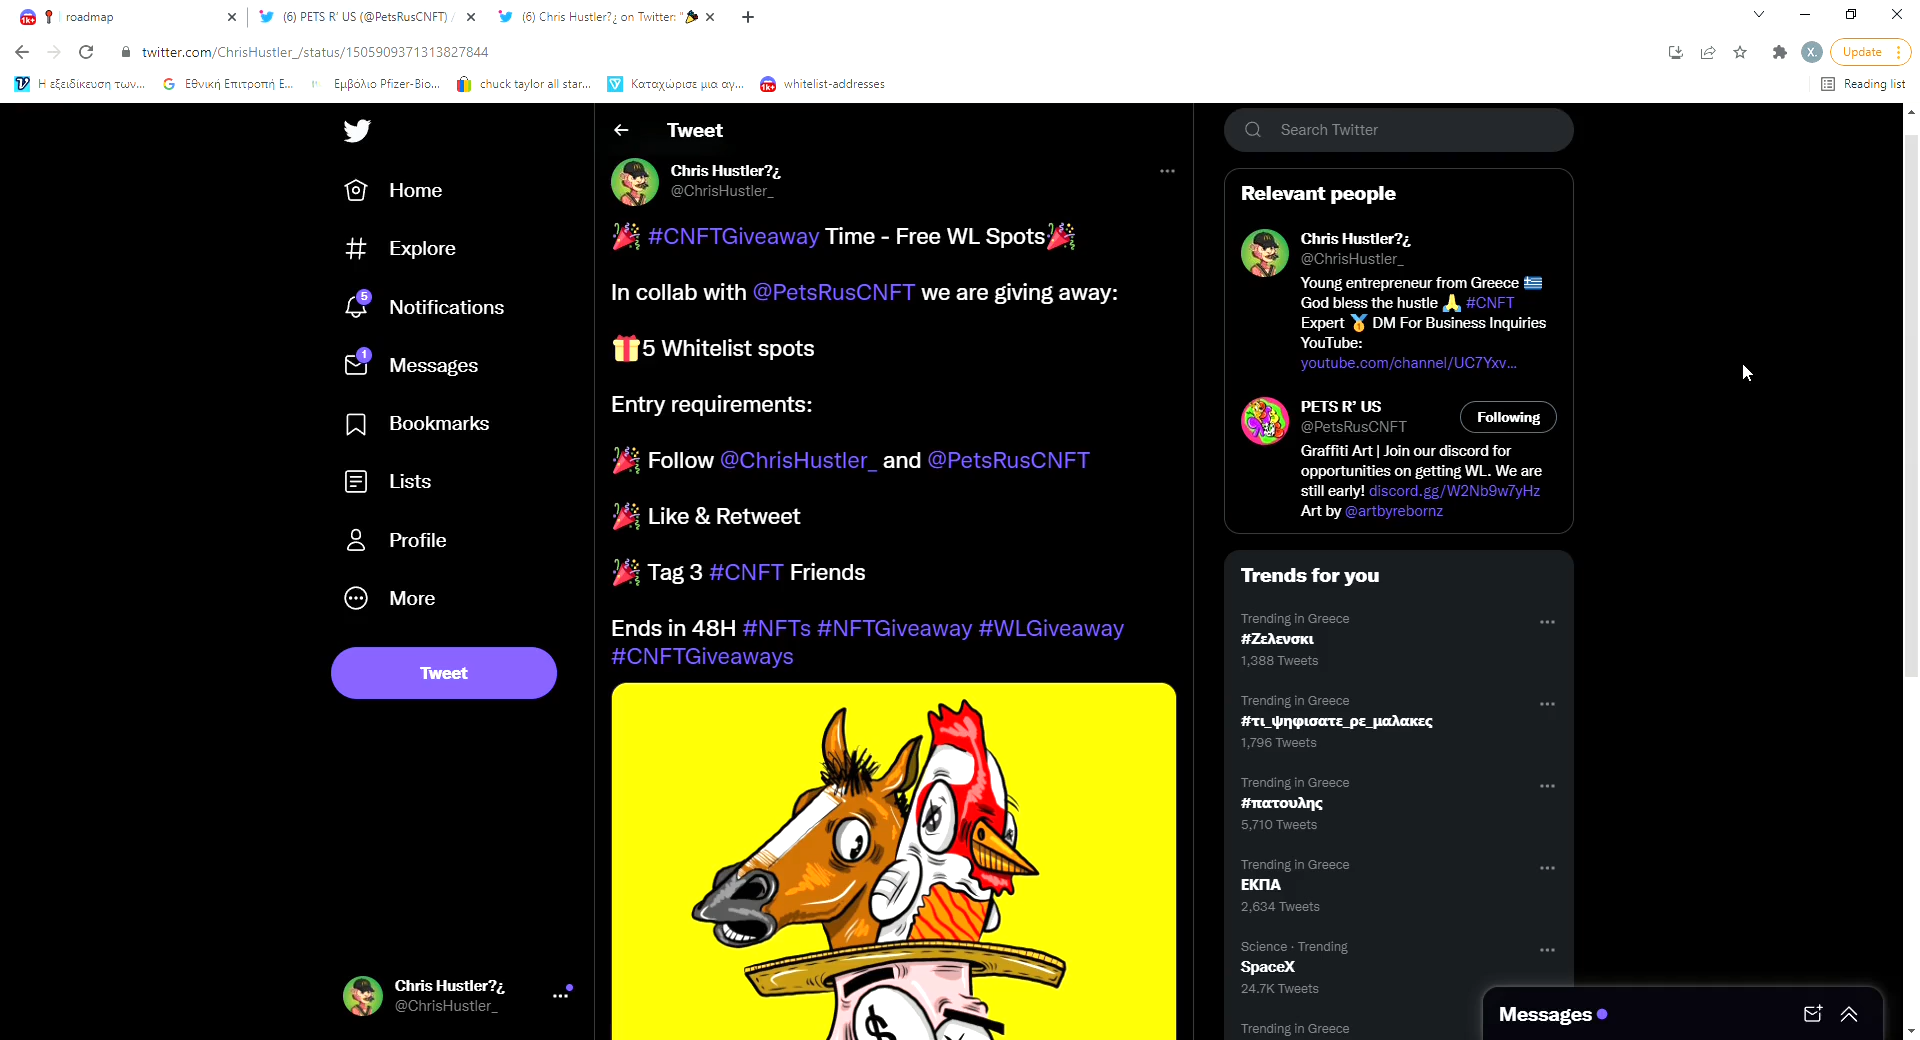 roadmap
(6) PETS R' US (@PetsRusCNFT) /
(6) Chris Hustler?¿ on Twitter: "
twitter.com/ChrisHustler_/status/1505909371313827844
X.
Update
Η εξειδίκευση των...
Εθνική Επιτροπή Ε...
Εμβόλιο Pfizer-Bio...
chuck taylor all star...
Καταχώρισε μια αγ...
whitelist-addresses
Reading list
Home
Explore
5
Notifications
1
Messages
Bookmarks
Lists
Profile
More
Tweet
Chris Hustler?¿
@ChrisHustler_
Tweet
Chris Hustler?¿
@ChrisHustler_
🎉 #CNFTGiveaway Time - Free WL Spots🎉
In collab with @PetsRusCNFT we are giving away:
🎁5 Whitelist spots
Entry requirements:
🎉 Follow @ChrisHustler_ and @PetsRusCNFT
🎉 Like & Retweet
🎉 Tag 3 #CNFT Friends
Ends in 48H #NFTs #NFTGiveaway #WLGiveaway
#CNFTGiveaways
$
Search Twitter
Relevant people
Chris Hustler?¿
@ChrisHustler_
Young entrepreneur from Greece 🇬🇷
God bless the hustle 🙏 #CNFT
Expert 🏅 DM For Business Inquiries
YouTube:
youtube.com/channel/UC7Yxv...
PETS R' US
@PetsRusCNFT
Following
Graffiti Art | Join our discord for
opportunities on getting WL. We are
still early! discord.gg/W2Nb9w7yHz
Art by @artbyrebornz
Trends for you
Trending in Greece
#Ζελενσκι
1,388 Tweets
Trending in Greece
#τι_ψηφισατε_ρε_μαλακες
1,796 Tweets
Trending in Greece
#πατουλης
5,710 Tweets
Trending in Greece
ΕΚΠΑ
2,634 Tweets
Science · Trending
SpaceX
24.7K Tweets
Trending in Greece
Messages